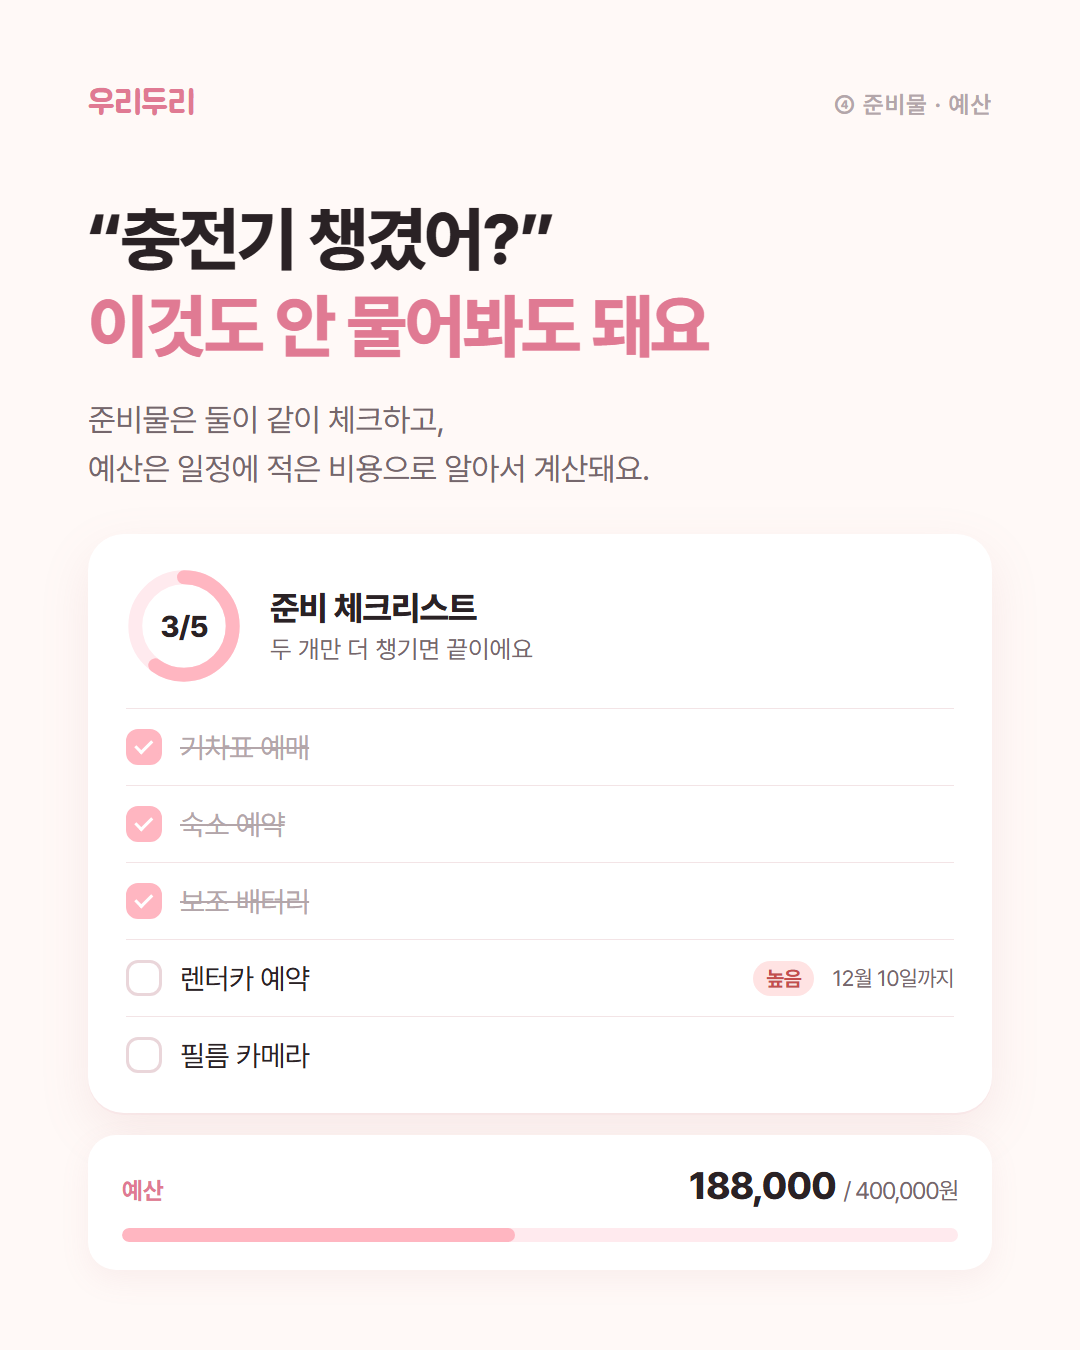 우리두리
④ 준비물 · 예산
“충전기 챙겼어?”
이것도 안 물어봐도 돼요
준비물은 둘이 같이 체크하고,
예산은 일정에 적은 비용으로 알아서 계산돼요.
3/5
준비 체크리스트
두 개만 더 챙기면 끝이에요
기차표 예매
숙소 예약
보조 배터리
렌터카 예약 높음 12월 10일까지
필름 카메라
예산 188,000 / 400,000원